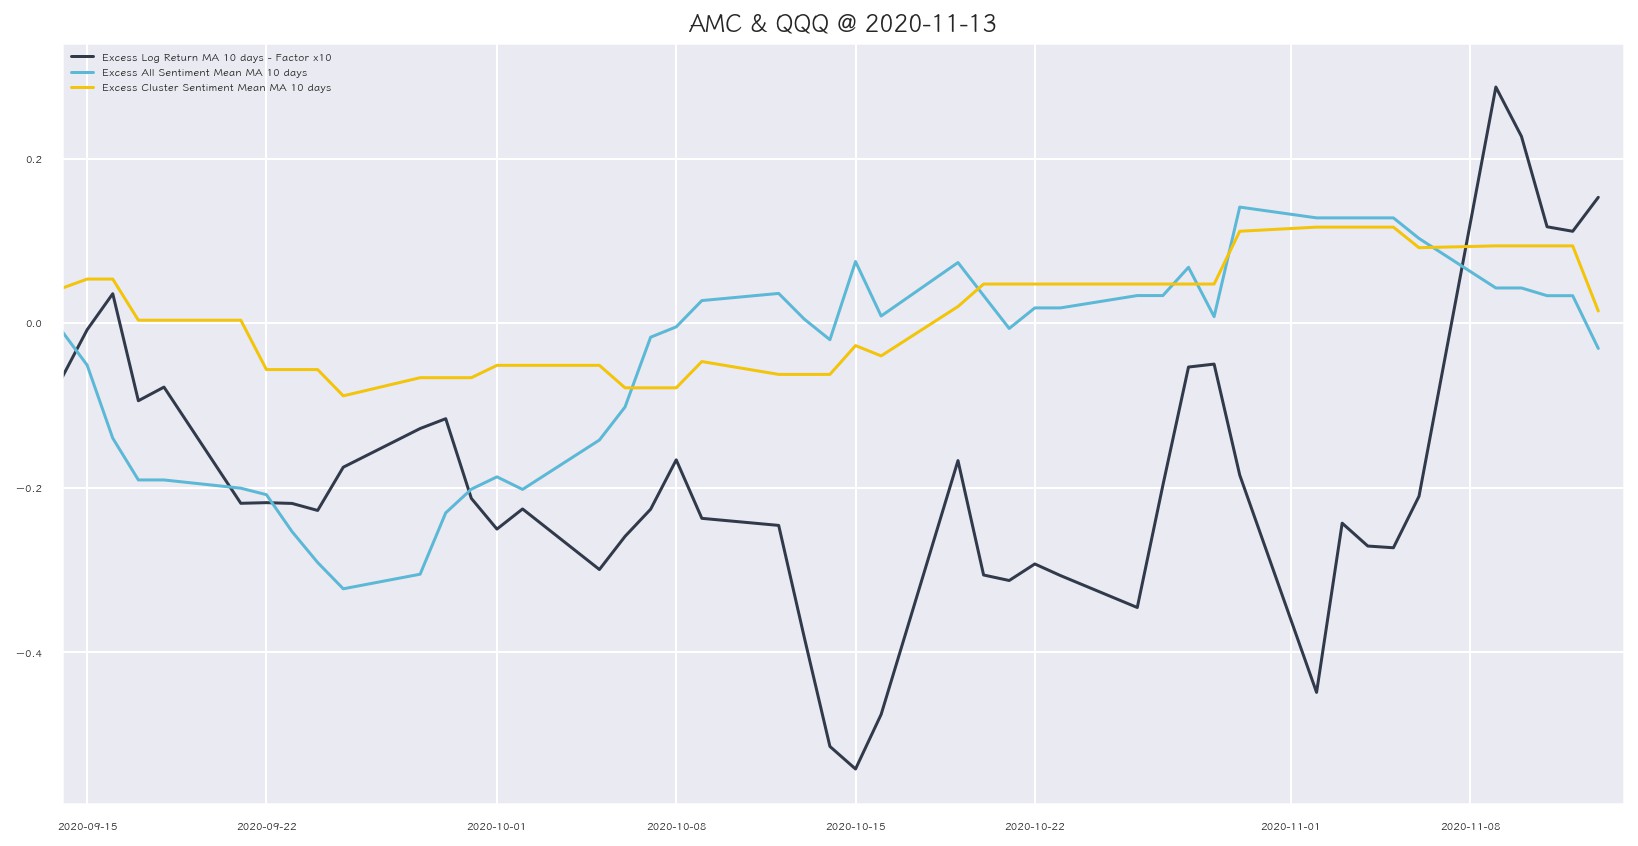 AMC & QQQ @ 2020-11-13
Excess Log Return MA 10 days - Factor x10
Excess All Sentiment Mean MA 10 days
Excess Cluster Sentiment Mean MA 10 days
0.2
0.0
−0.2
−0.4
2020-09-15 2020-09-22 2020-10-01 2020-10-08 2020-10-15 2020-10-22 2020-11-01 2020-11-08